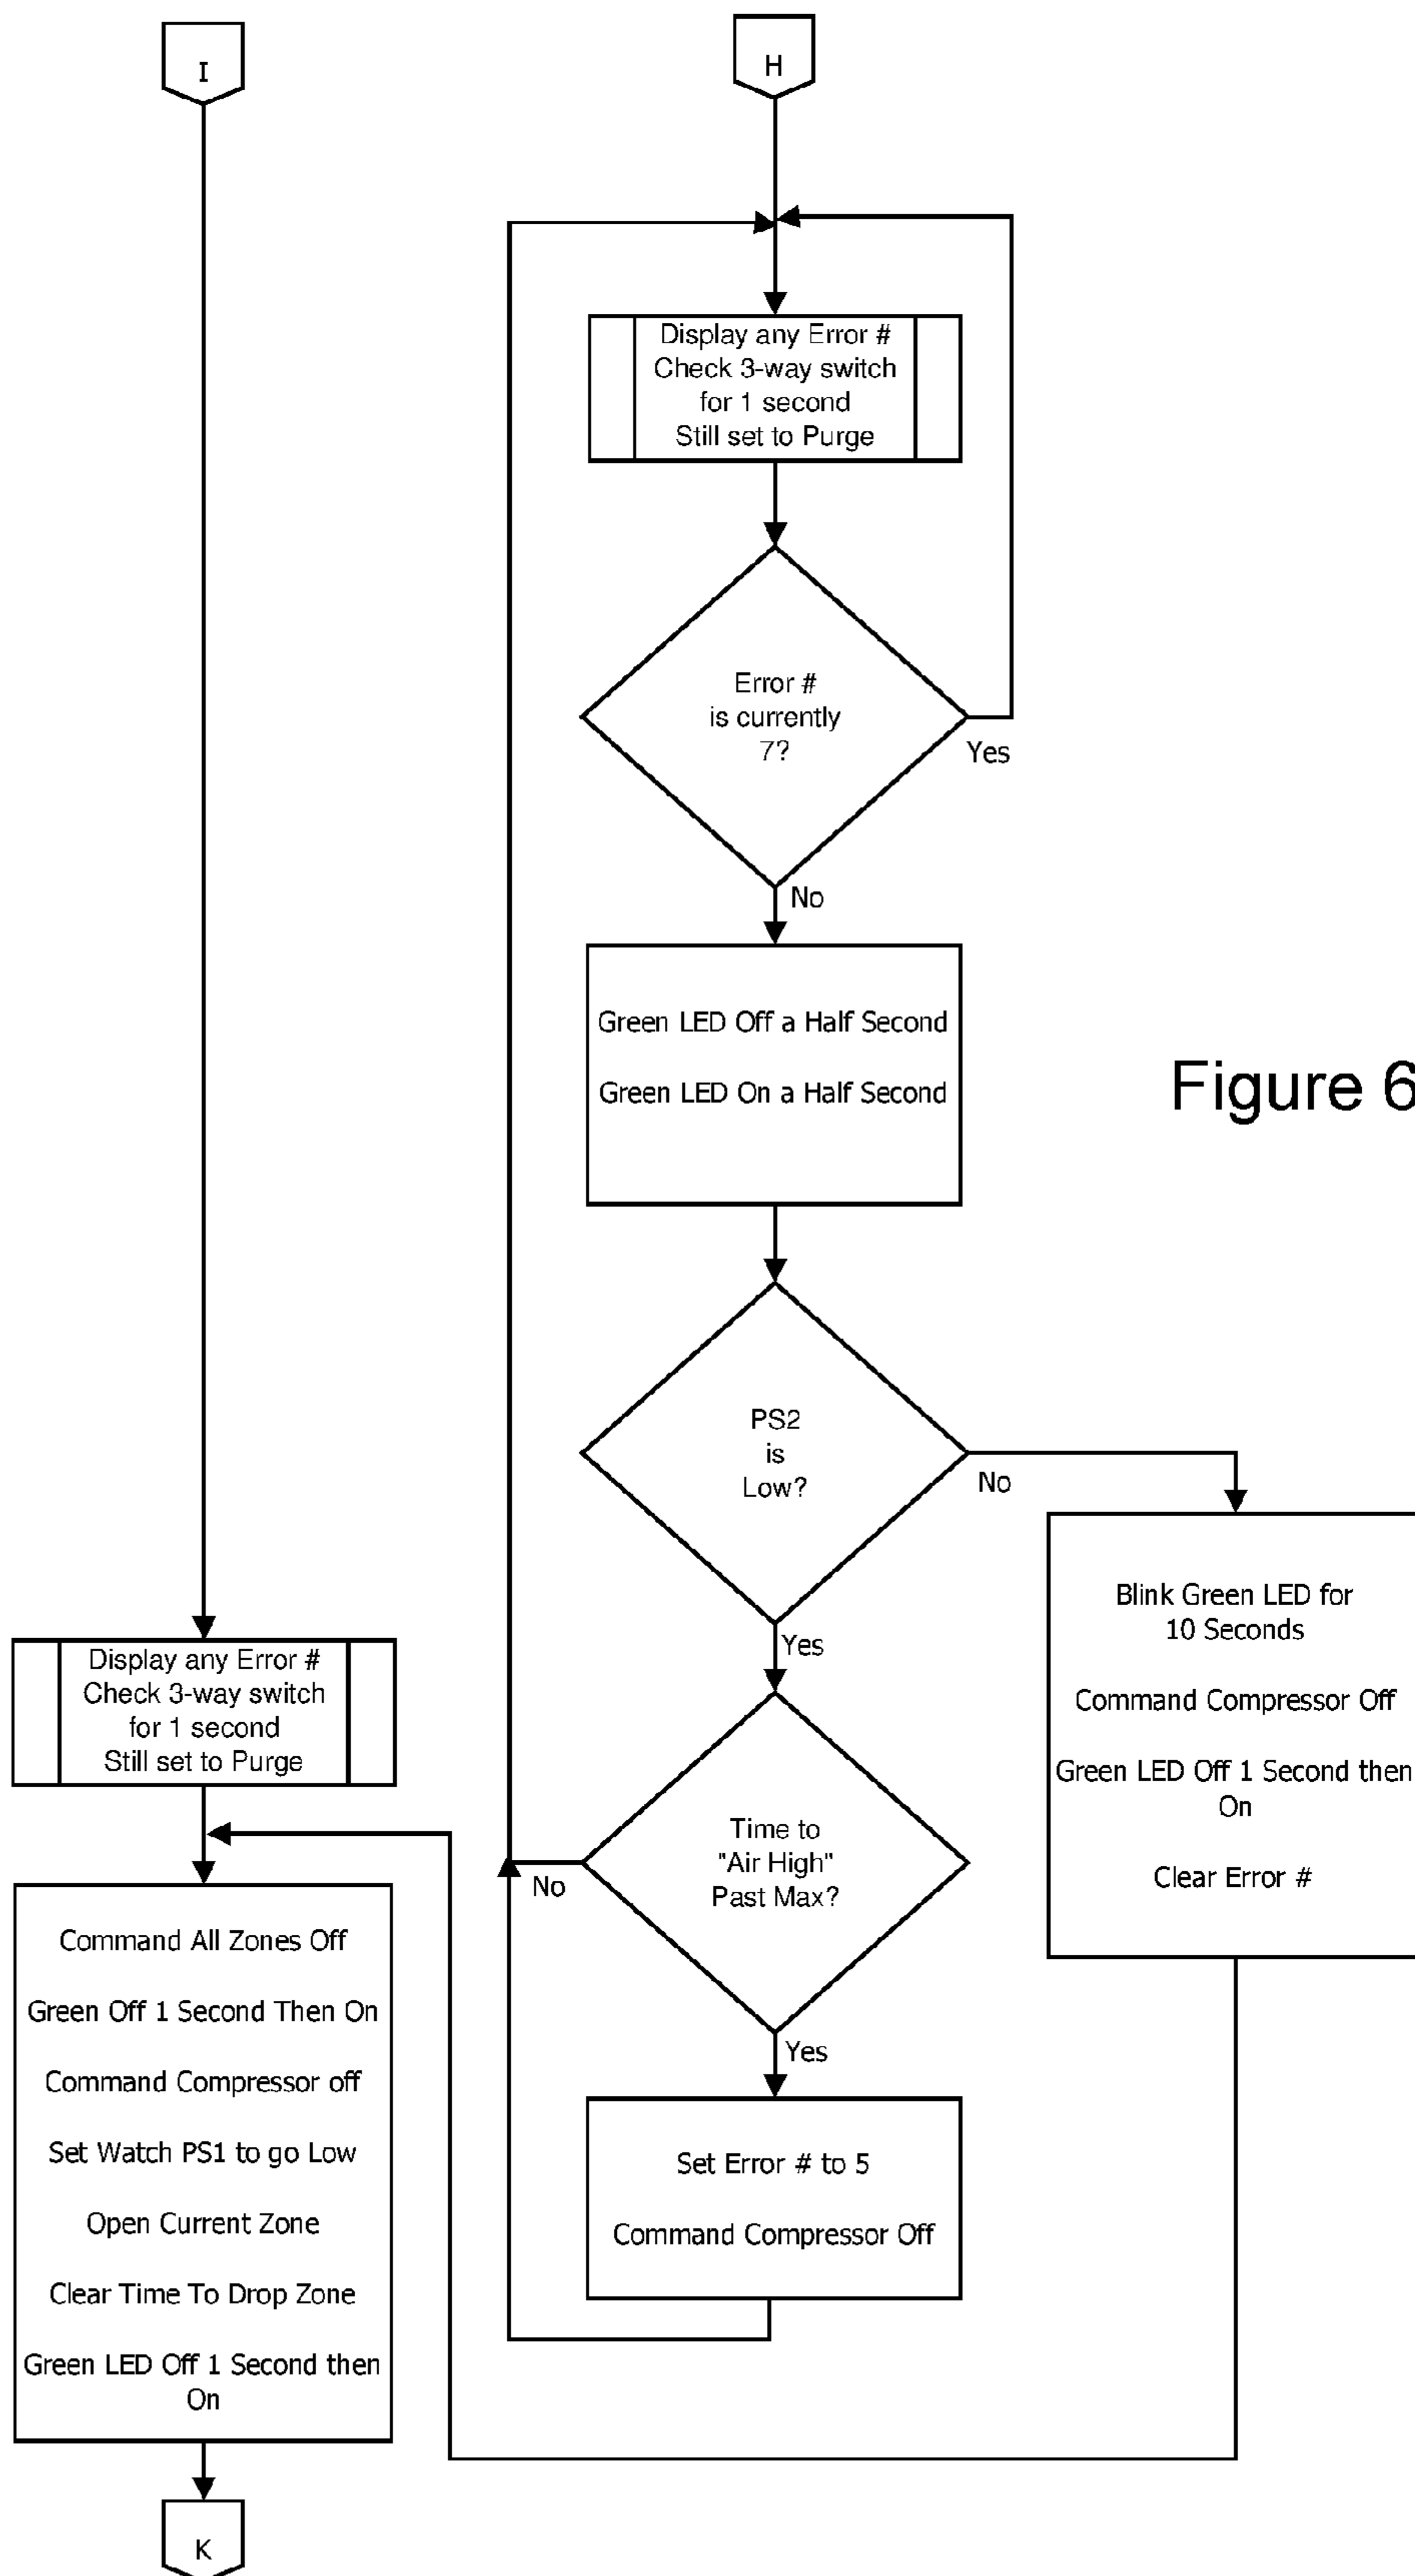 I
H
Display any Error #
Check 3-way switch
for 1 second
Still set to Purge
Error #
is currently
7?
Yes
No
Green LED Off a Half Second
Green LED On a Half Second
Figure 6
PS2
is
Low?
No
Yes
Blink Green LED for
10 Seconds
Command Compressor Off
Green LED Off 1 Second then
On
Clear Error #
Display any Error #
Check 3-way switch
for 1 second
Still set to Purge
Time to
"Air High"
Past Max?
No
Yes
Set Error # to 5
Command Compressor Off
Command All Zones Off
Green Off 1 Second Then On
Command Compressor off
Set Watch PS1 to go Low
Open Current Zone
Clear Time To Drop Zone
Green LED Off 1 Second then
On
K